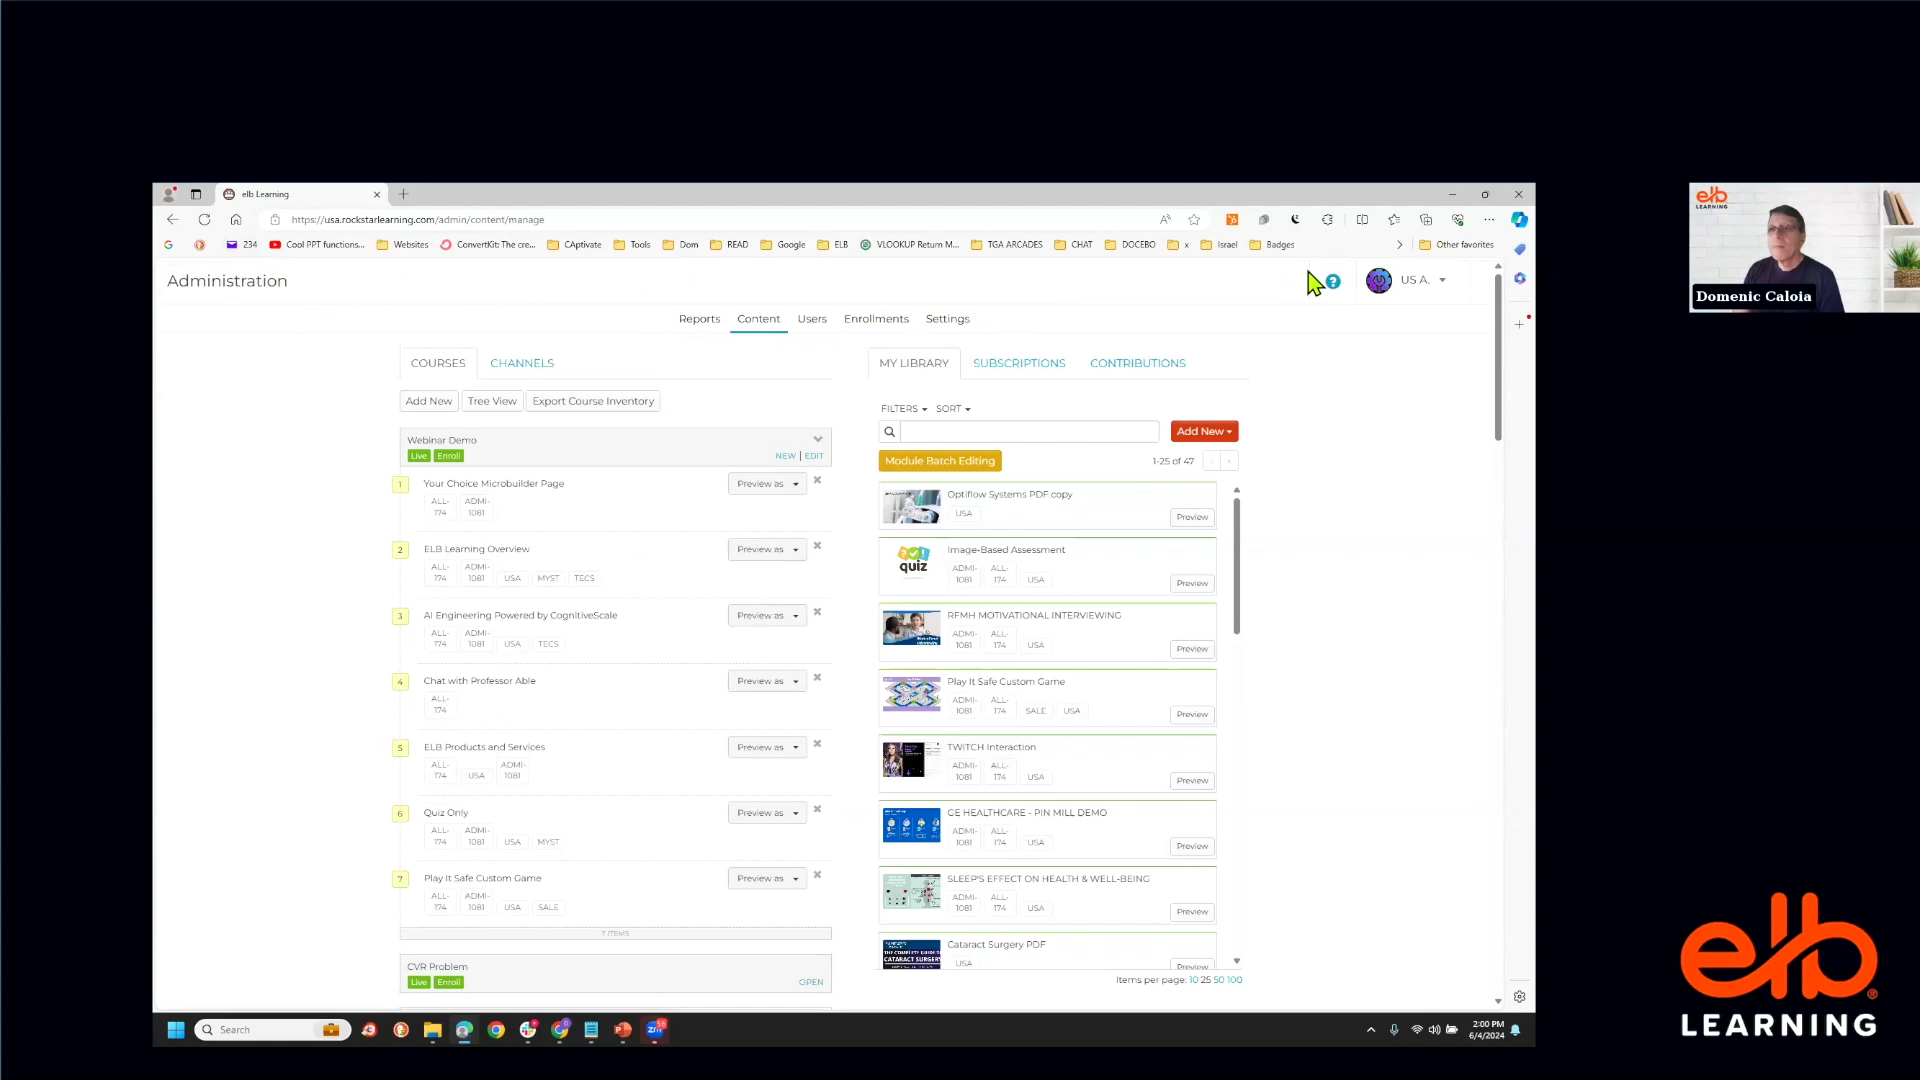 elb Learning
https://usa.rockstarlearning.com/admin/content/manage
G
234
Cool PPT functions...
Websites
ConvertKit: The cre...
CAptivate
Tools
Dom
READ
Google
ELB
VLOOKUP Return M...
TGA ARCADES
CHAT
DOCEBO
x
Israel
Badges
Other favorites
Administration
?
US A.
Reports
Content
Users
Enrollments
Settings
COURSES
CHANNELS
Add New
Tree View
Export Course Inventory
Webinar Demo
Live
Enroll
NEW | EDIT
1
Your Choice Microbuilder Page
Preview as
ALL-
174
ADMI-
1081
2
ELB Learning Overview
Preview as
ALL-
174
ADMI-
1081
USA
MYST
TECS
3
AI Engineering Powered by CognitiveScale
Preview as
ALL-
174
ADMI-
1081
USA
TECS
4
Chat with Professor Able
Preview as
ALL-
174
5
ELB Products and Services
Preview as
ALL-
174
USA
ADMI-
1081
6
Quiz Only
Preview as
ALL-
174
ADMI-
1081
USA
MYST
7
Play It Safe Custom Game
Preview as
ALL-
174
ADMI-
1081
USA
SALE
7 ITEMS
CVR Problem
Live
Enroll
OPEN
MY LIBRARY
SUBSCRIPTIONS
CONTRIBUTIONS
FILTERS
SORT
Add New
Module Batch Editing
1-25 of 47
Optiflow Systems PDF copy
USA
Preview
quiz
Image-Based Assessment
ADMI-
1081
ALL-
174
USA
Preview
RFMH MOTIVATIONAL INTERVIEWING
ADMI-
1081
ALL-
174
USA
Preview
Play It Safe Custom Game
ADMI-
1081
ALL-
174
SALE
USA
Preview
TWITCH Interaction
ADMI-
1081
ALL-
174
USA
Preview
GE HEALTHCARE - PIN MILL DEMO
ADMI-
1081
ALL-
174
USA
Preview
SLEEP'S EFFECT ON HEALTH & WELL-BEING
ADMI-
1081
ALL-
174
USA
Preview
THE COMPLETE GUIDE
CATARACT SURGERY
Cataract Surgery PDF
USA
Preview
Items per page: 10 25 50 100
Search
2:00 PM
6/4/2024
elb
LEARNING
Domenic Caloia
elb
LEARNING